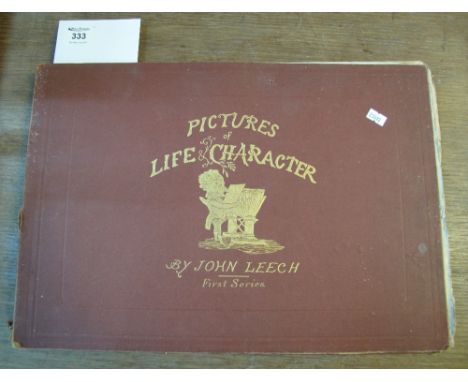 333
PICTURES
of
LIFE & CHARACTER
BY JOHN LEECH
First Series